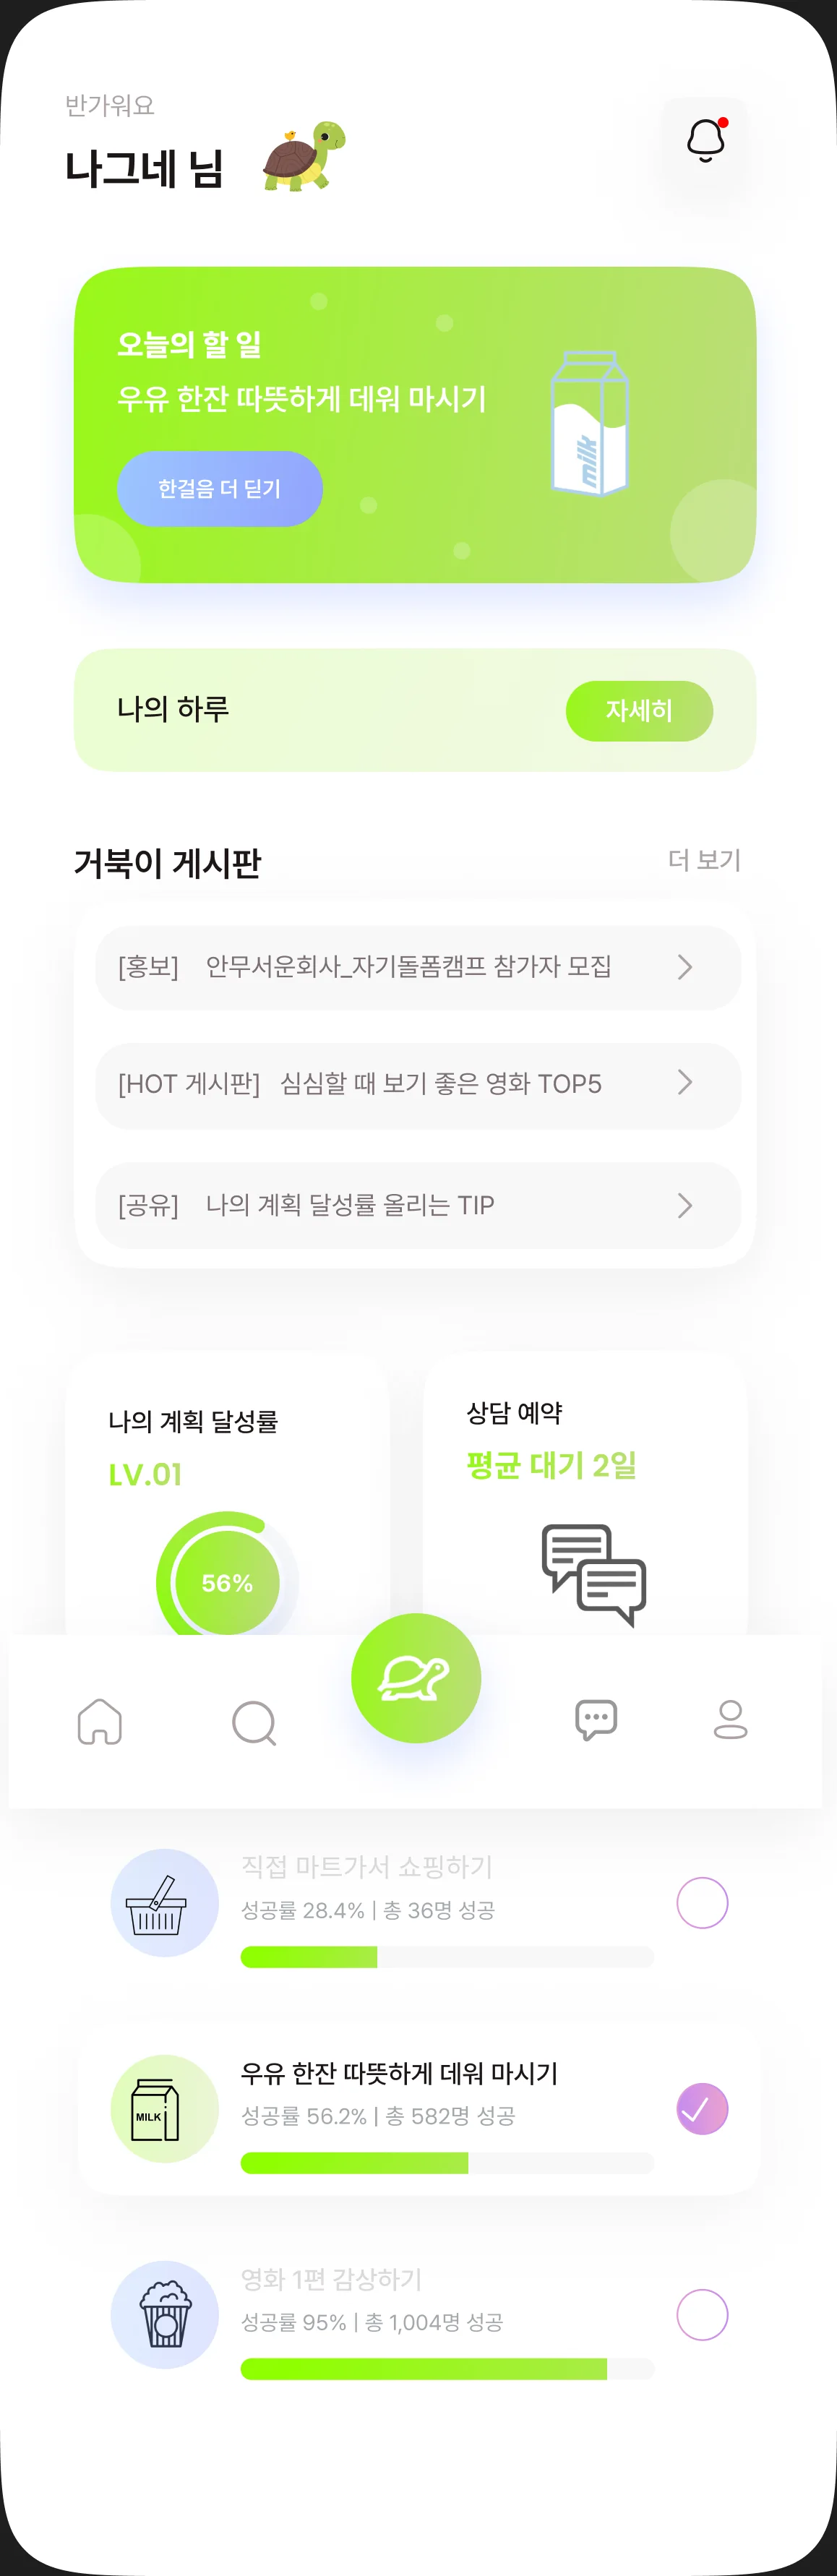 반가워요
나그네 님
오늘의 할 일
우유 한잔 따뜻하게 데워 마시기
milk
한걸음 더 딛기
나의 하루
자세히
거북이 게시판
더 보기
[홍보] 안무서운회사_자기돌폼캠프 참가자 모집
[HOT 게시판] 심심할 때 보기 좋은 영화 TOP5
[공유] 나의 계획 달성률 올리는 TIP
나의 계획 달성률
LV.01
56%
상담 예약
평균 대기 2일
직접 마트가서 쇼핑하기
성공률 28.4% | 총 36명 성공
우유 한잔 따뜻하게 데워 마시기
MILK
성공률 56.2% | 총 582명 성공
영화 1편 감상하기
성공률 95% | 총 1,004명 성공